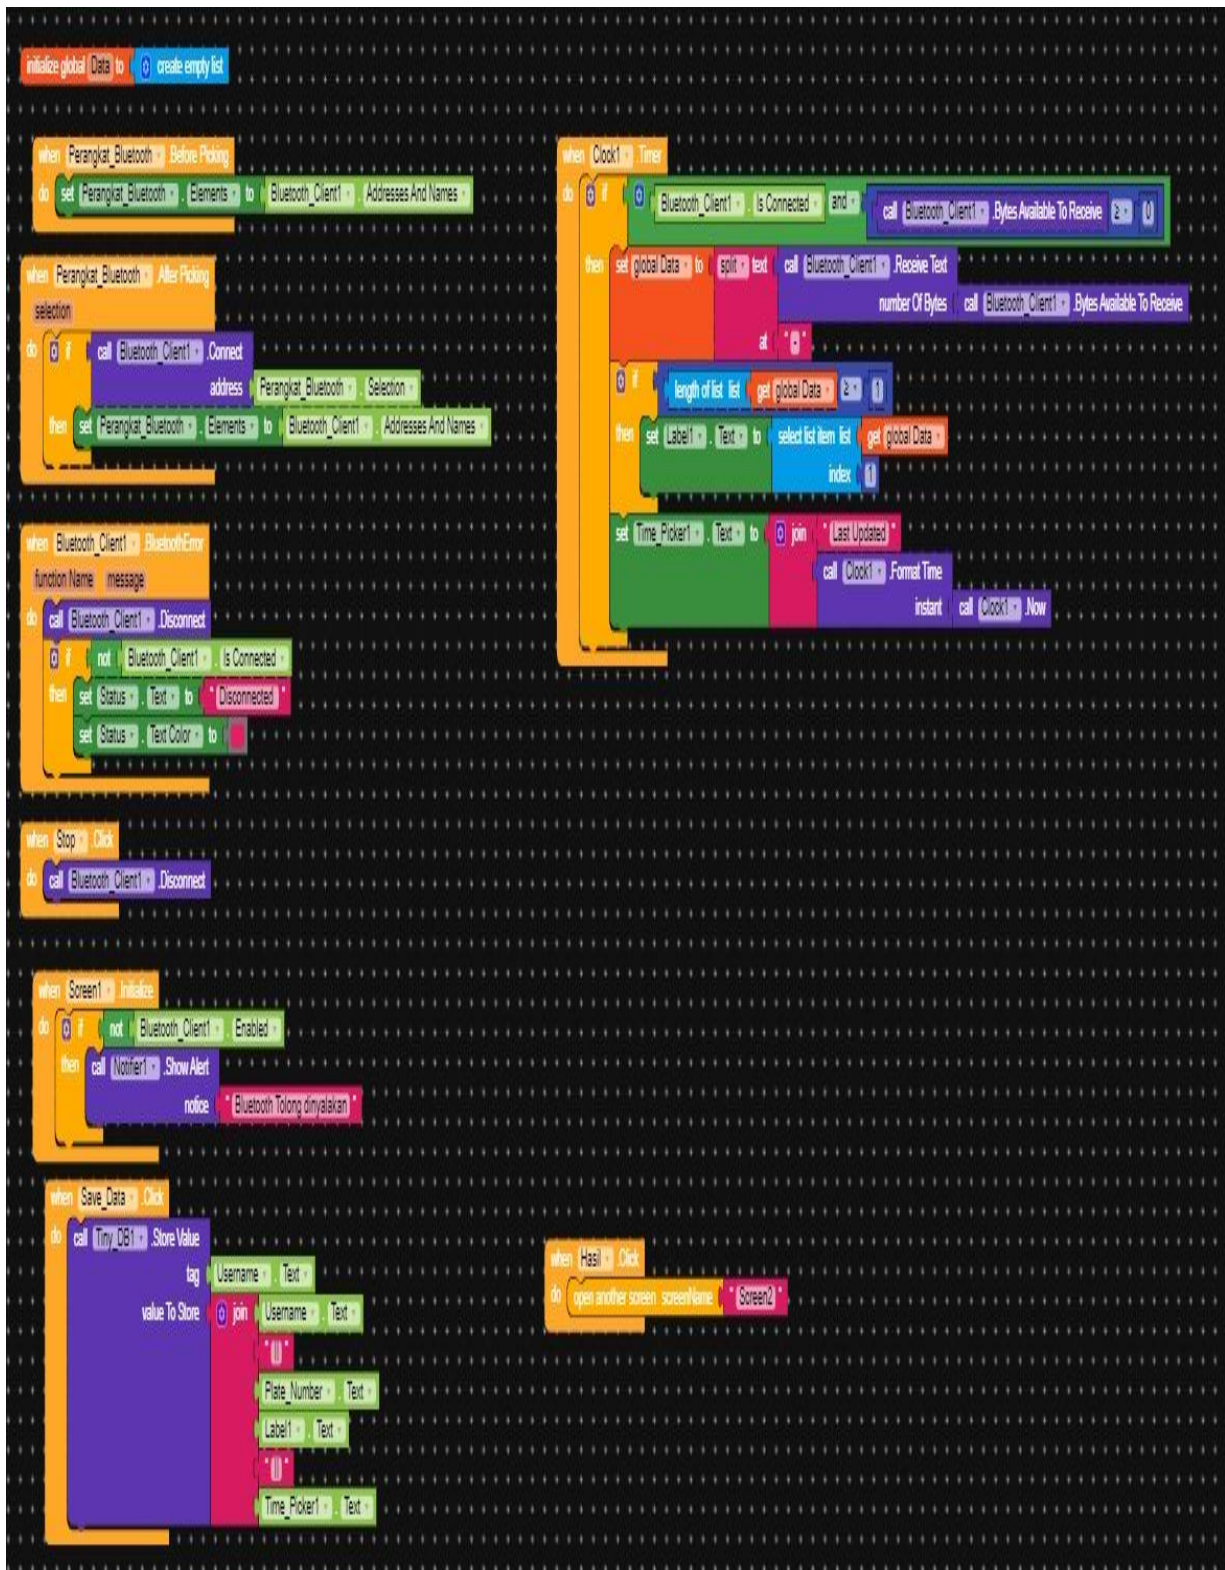 initialize global Data to create empty list
when Perangkat_Bluetooth .Before Picking
do set Perangkat_Bluetooth . Elements to Bluetooth_Client1 . Addresses And Names
when Perangkat_Bluetooth .After Picking
selection
do if call Bluetooth_Client1 .Connect
address Perangkat_Bluetooth . Selection
then set Perangkat_Bluetooth . Elements to Bluetooth_Client1 . Addresses And Names
when Bluetooth_Client1 .BluetoothError
function Name message
do call Bluetooth_Client1 .Disconnect
if not Bluetooth_Client1 . Is Connected
then set Status . Text to " Disconnected "
set Status . Text Color to
when Stop .Click
do call Bluetooth_Client1 .Disconnect
when Screen1 .Initialize
do if not Bluetooth_Client1 . Enabled
then call Notifier1 .Show Alert
notice " Bluetooth Tolong dinyalakan "
when Save_Data .Click
do call Tiny_DB1 .Store Value
tag Username . Text
value To Store join Username . Text
" || "
Plate_Number . Text
Label1 . Text
" || "
Time_Picker1 . Text
when Clock1 .Timer
do if Bluetooth_Client1 . Is Connected and call Bluetooth_Client1 .Bytes Available To Receive ≥ 0
then set global Data to split text call Bluetooth_Client1 .Receive Text
number Of Bytes call Bluetooth_Client1 .Bytes Available To Receive
at
if length of list list get global Data ≥ 1
then set Label1 . Text to select list item list get global Data
index 1
set Time_Picker1 . Text to join " Last Updated "
call Clock1 .Format Time
instant call Clock1 .Now
when Hasil .Click
do open another screen screenName " Screen2 "